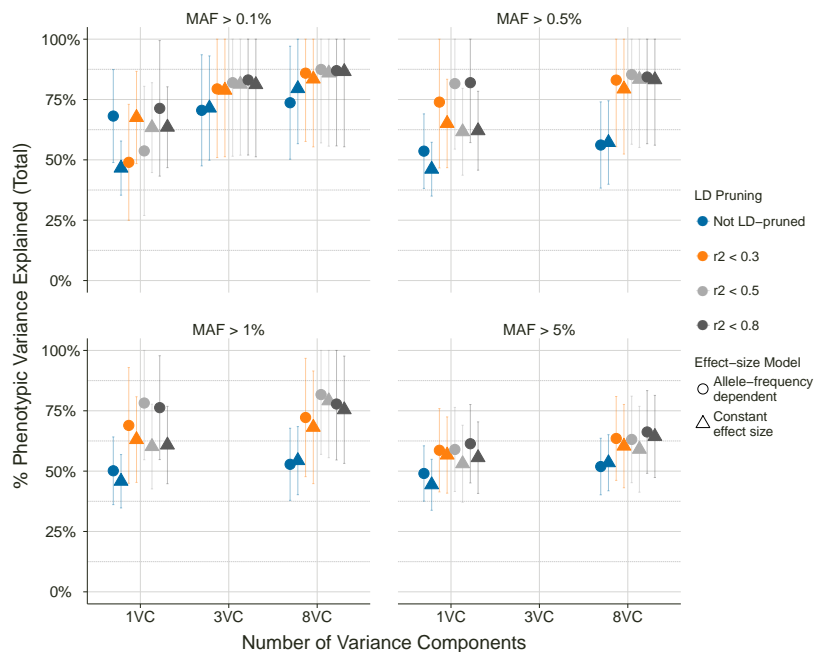 MAF > 0.1%
MAF > 0.5%
100%
75%
50%
25%
0%
MAF > 1%
MAF > 5%
100%
75%
50%
25%
0%
1VC
3VC
8VC
1VC
3VC
8VC
Number of Variance Components
% Phenotypic Variance Explained (Total)
LD Pruning
Not LD−pruned
r2 < 0.3
r2 < 0.5
r2 < 0.8
Effect−size Model
Allele−frequency
dependent
Constant
effect size